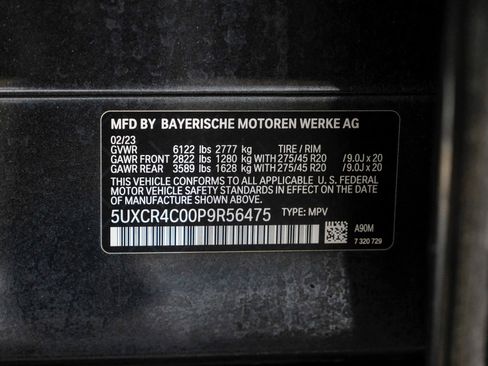 MFD BY BAYERISCHE MOTOREN WERKE AG
02/23
GVWR 6122 lbs 2777 kg TIRE / RIM
GAWR FRONT 2822 lbs 1280 kg WITH 275/45 R20 /9.0J x 20
GAWR REAR 3589 lbs 1628 kg WITH 275/45 R20 /9.0J x 20
THIS VEHICLE CONFORMS TO ALL APPLICABLE U. S. FEDERAL
MOTOR VEHICLE SAFETY STANDARDS IN EFFECT ON THE DATE
OF MANUFACTURE SHOWN ABOVE.
5UXCR4C00P9R56475 TYPE: MPV
A90M
7 320 729